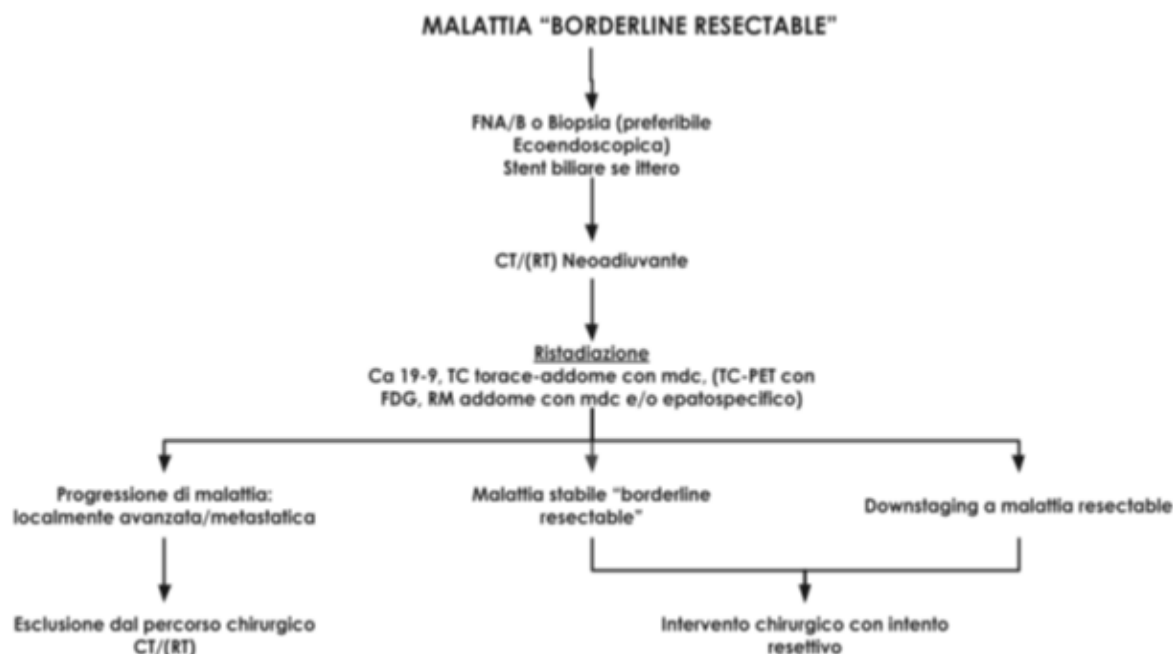 MALATTIA “BORDERLINE RESECTABLE”
FNA/B o Biopsia (preferibile
Ecoendoscopica)
Stent biliare se ittero
CT/(RT) Neoadiuvante
Ristadiazione
Ca 19-9, TC torace-addome con mdc, (TC-PET con
FDG, RM addome con mdc e/o epatospecifico)
Progressione di malattia:
localmente avanzata/metastatica
Malattia stabile “borderline
resectable”
Downstaging a malattia resectable
Esclusione dal percorso chirurgico
CT/(RT)
Intervento chirurgico con intento
resettivo